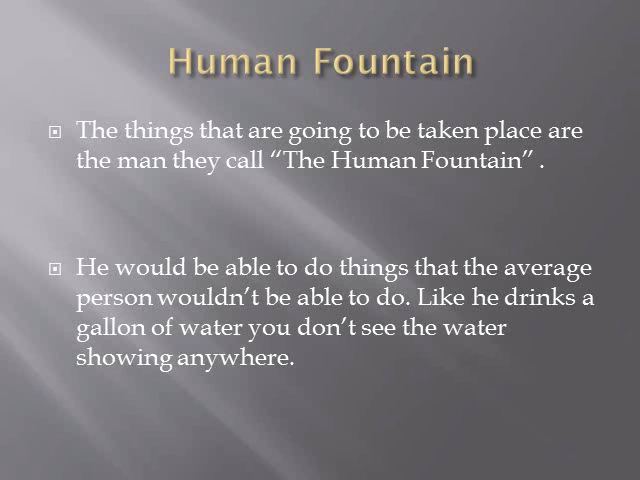 Human Fountain
The things that are going to be taken place are
the man they call “The Human Fountain” .
He would be able to do things that the average
person wouldn’t be able to do. Like he drinks a
gallon of water you don’t see the water
showing anywhere.